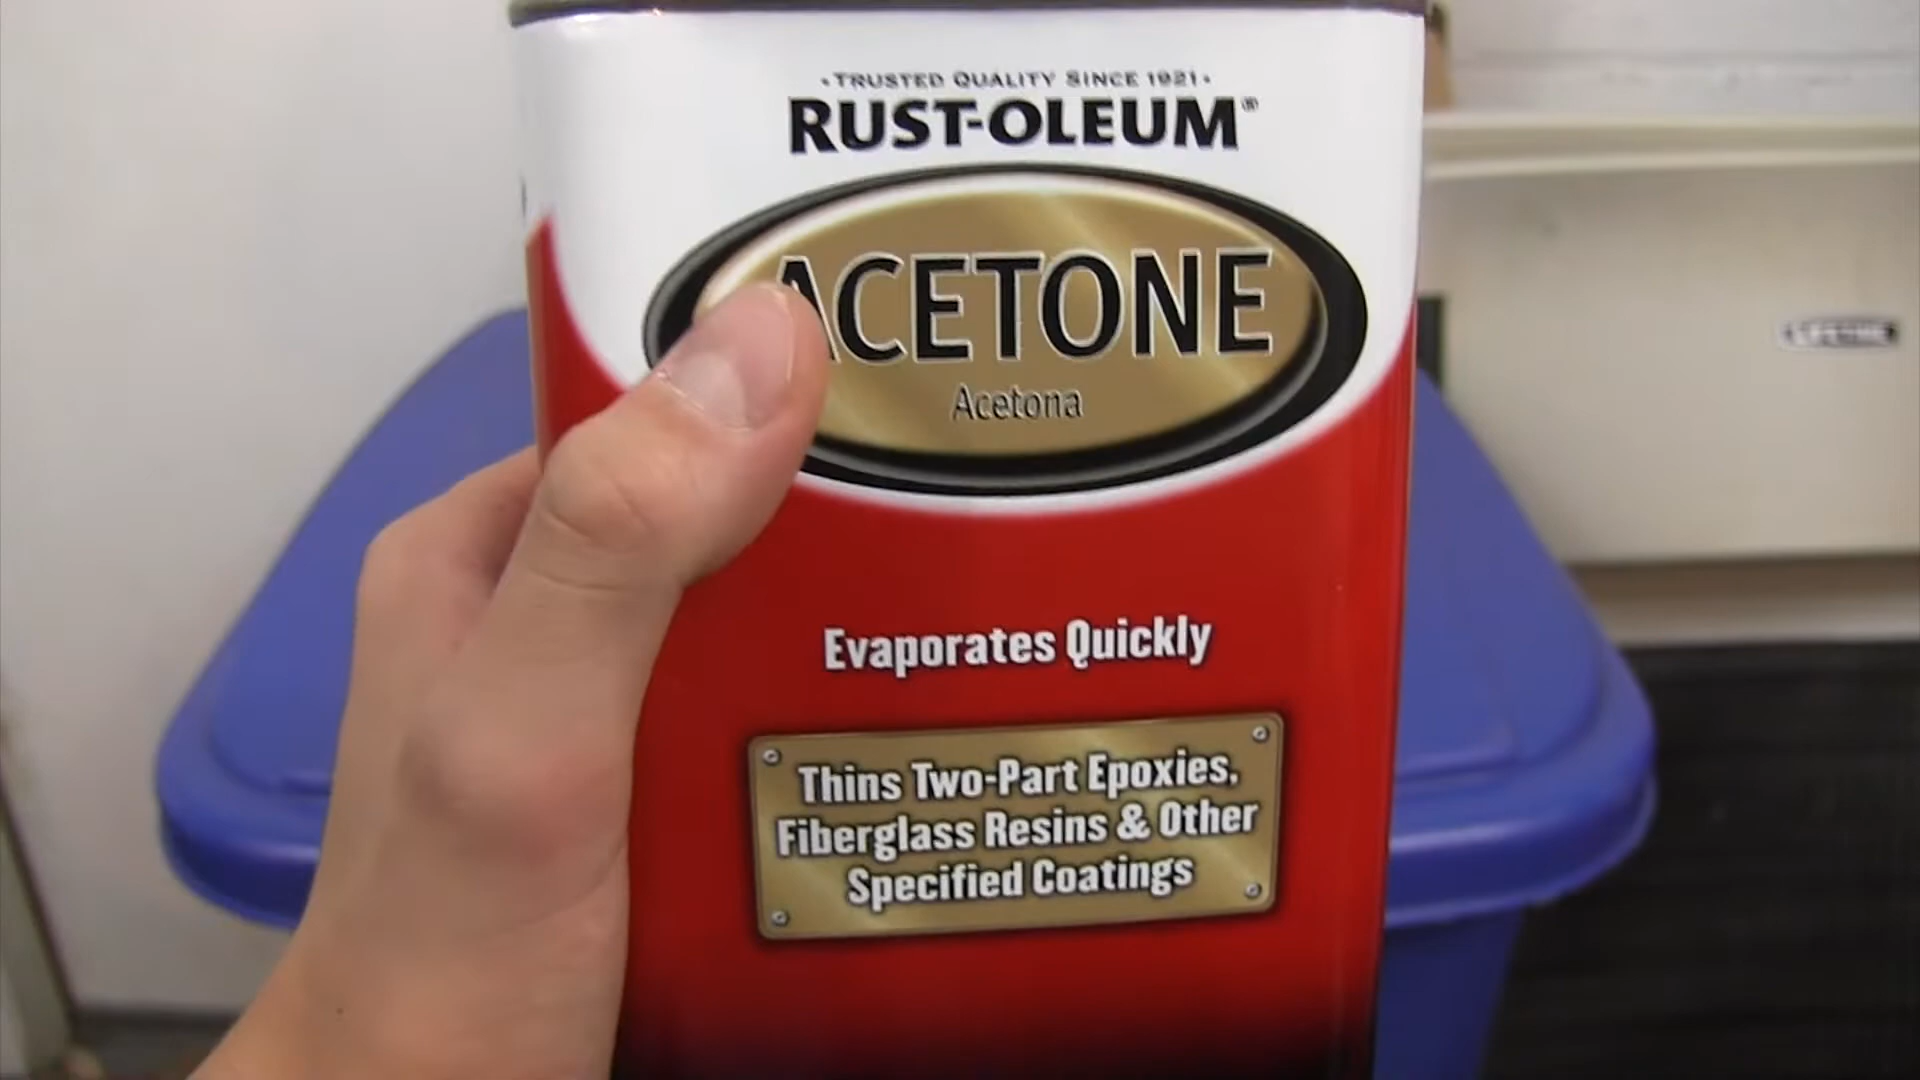 • TRUSTED QUALITY SINCE 1921 •
RUST-OLEUM®
ACETONE
Acetona
Evaporates Quickly
Thins Two-Part Epoxies,
Fiberglass Resins & Other
Specified Coatings